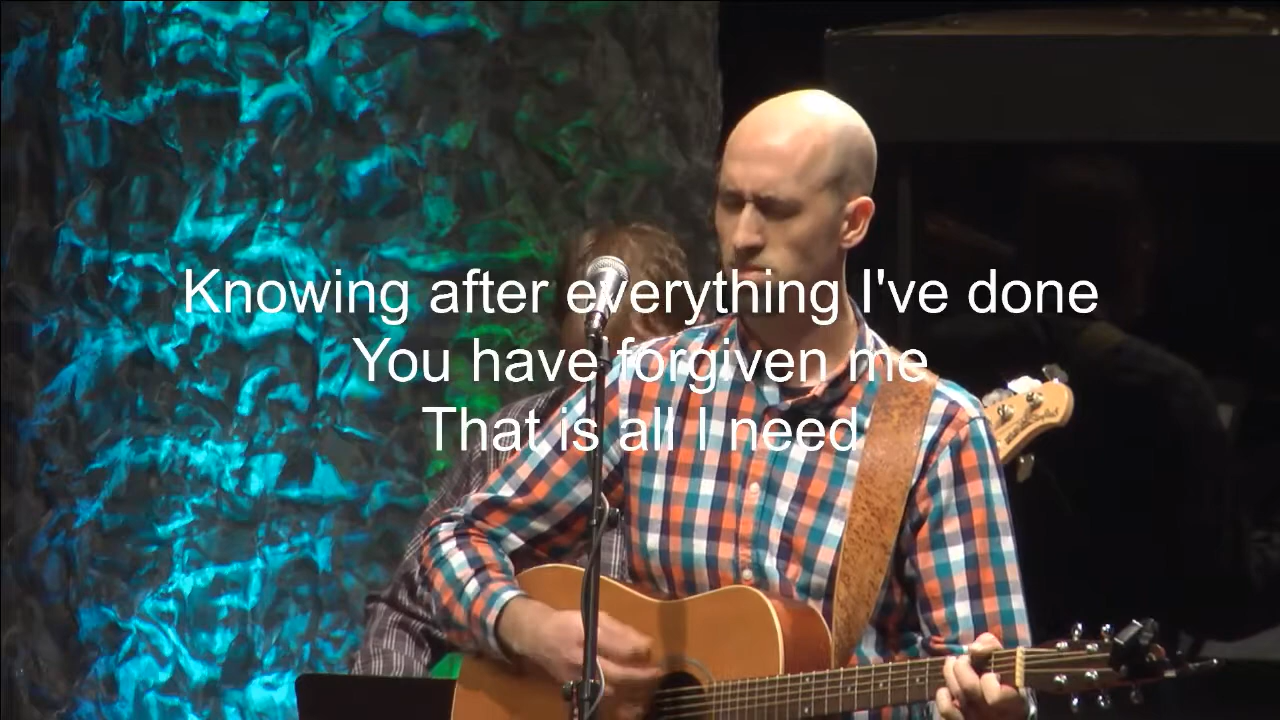 Knowing after everything I've done
You have forgiven me
That is all I need